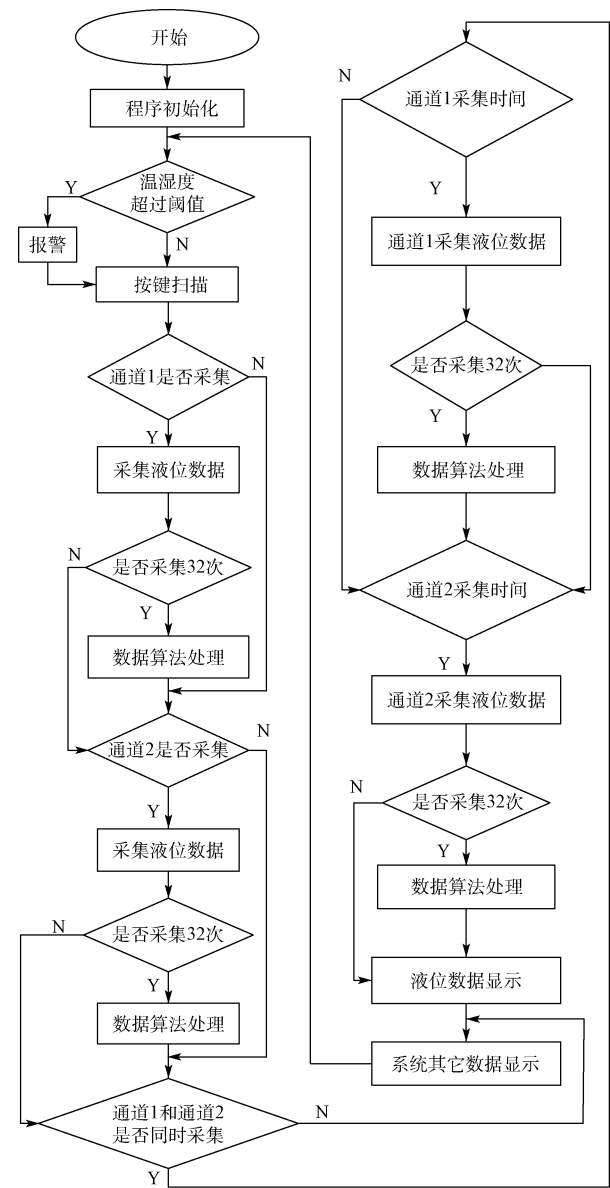 开始
程序初始化
温湿度
超过阈值
Y
N
报警
按键扫描
通道1是否采集
N
Y
采集液位数据
是否采集32次
N
Y
数据算法处理
通道2是否采集
N
Y
采集液位数据
是否采集32次
N
Y
数据算法处理
通道1和通道2
是否同时采集
N
Y
通道1采集时间
N
Y
通道1采集液位数据
是否采集32次
Y
数据算法处理
通道2采集时间
Y
通道2采集液位数据
是否采集32次
N
Y
数据算法处理
液位数据显示
系统其它数据显示